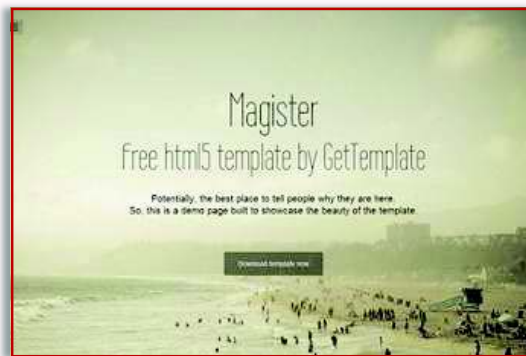 Magister
Free html5 template by GetTemplate
Potentially, the best place to tell people why they are here.
So, this is a demo page built to showcase the beauty of the template.
Download template now